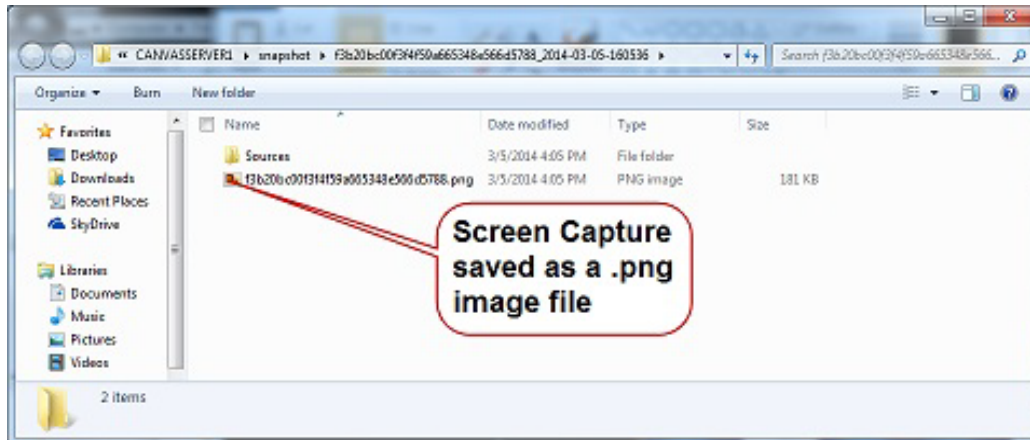 « CANVASSERVER1 ▸ snapshot ▸ f3b20bc00f3f4f59a665348e566d5788_2014-03-05-160536 ▸
Search f3b20bc00f3f4f59a665348e566...
Organize Burn New folder
Name Date modified Type Size
Favorites
Desktop
Downloads
Recent Places
SkyDrive
Libraries
Documents
Music
Pictures
Videos
Sources 3/5/2014 4:05 PM File folder
f3b20bc00f3f4f59a665348e566d5788.png 3/5/2014 4:05 PM PNG image 181 KB
Screen Capture
saved as a .png
image file
2 items